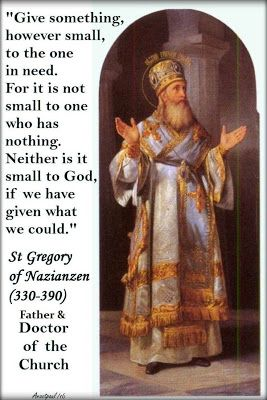 "Give something,
however small,
to the one
in need.
For it is not
small to one
who has
nothing.
Neither is it
small to God,
if we have
given what
we could."
St Gregory
of Nazianzen
(330-390)
Father &
Doctor
of the
Church